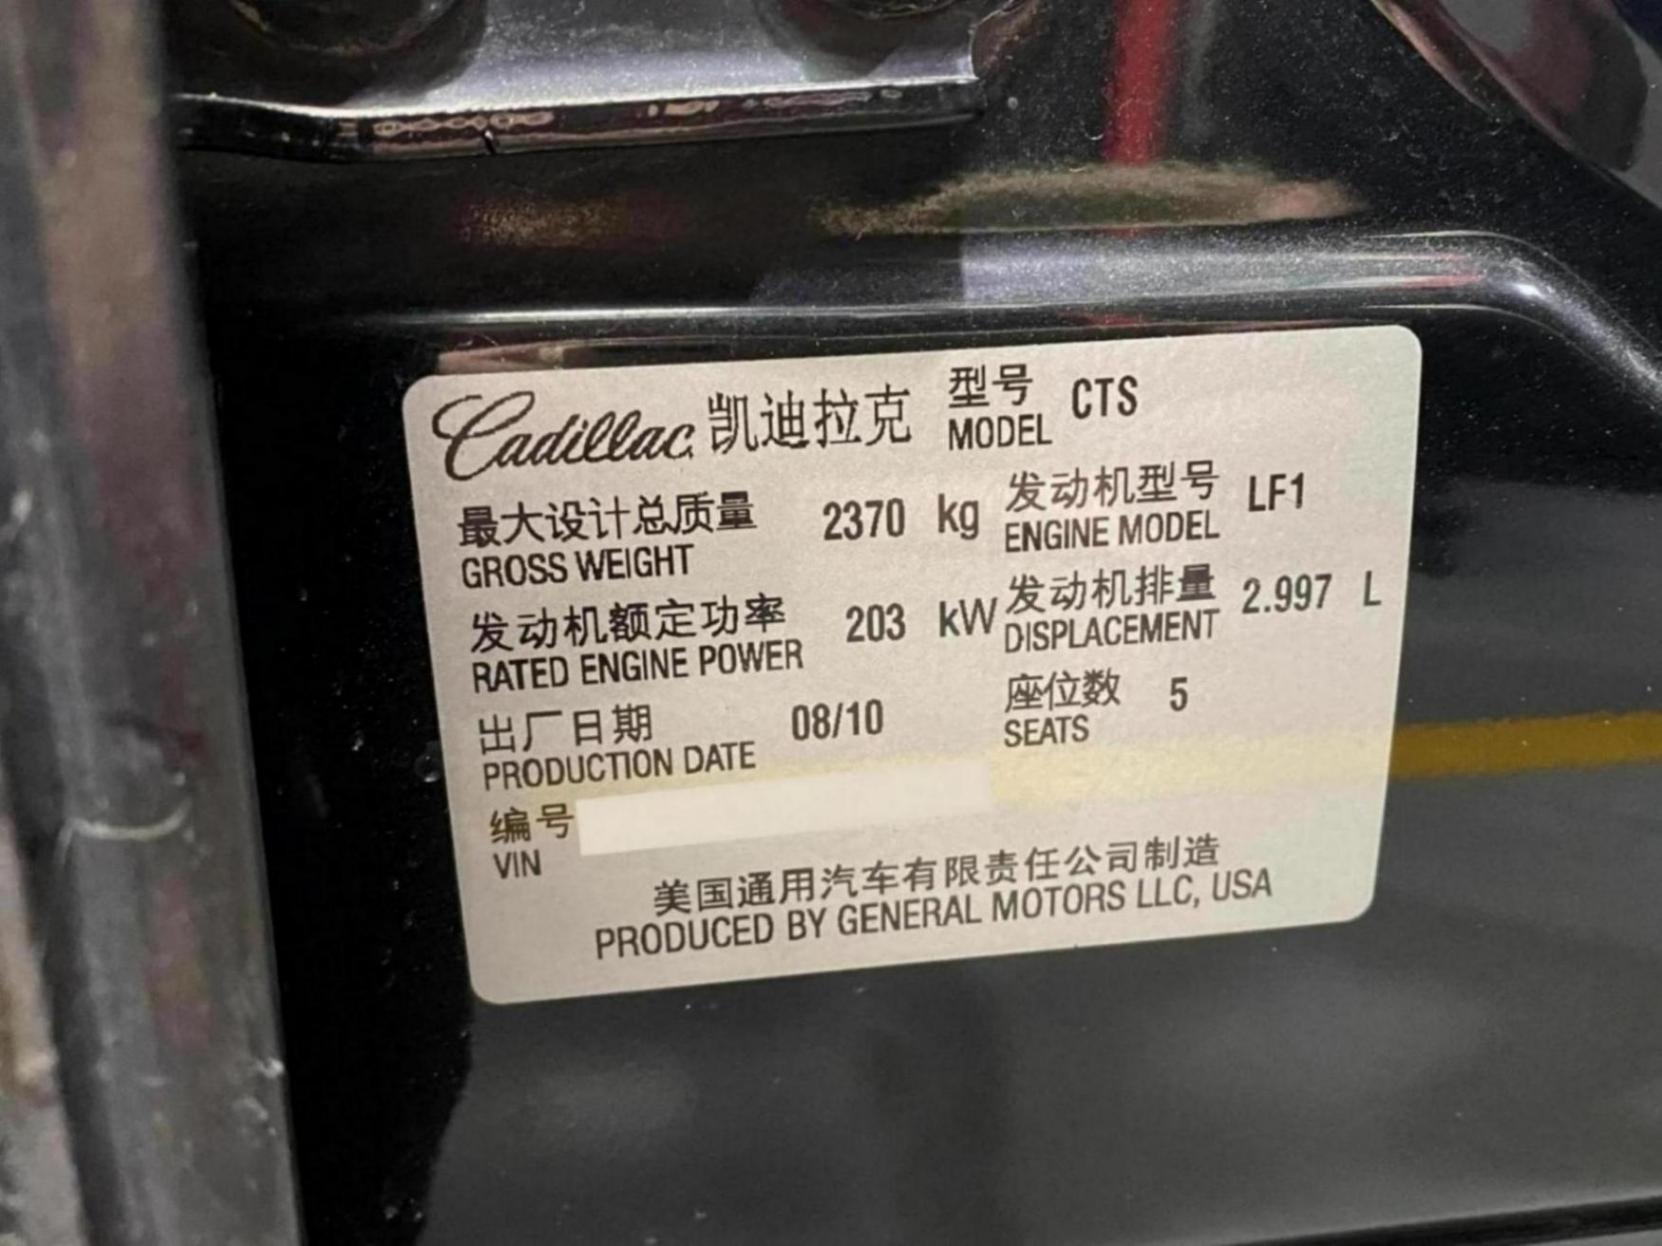 Cadillac 凯迪拉克 型号 CTS
MODEL
最大设计总质量 2370 kg 发动机型号 LF1
GROSS WEIGHT ENGINE MODEL
发动机额定功率 203 kW 发动机排量 2.997 L
RATED ENGINE POWER DISPLACEMENT
出厂日期 08/10 座位数 5
PRODUCTION DATE SEATS
编号
VIN
美国通用汽车有限责任公司制造
PRODUCED BY GENERAL MOTORS LLC, USA